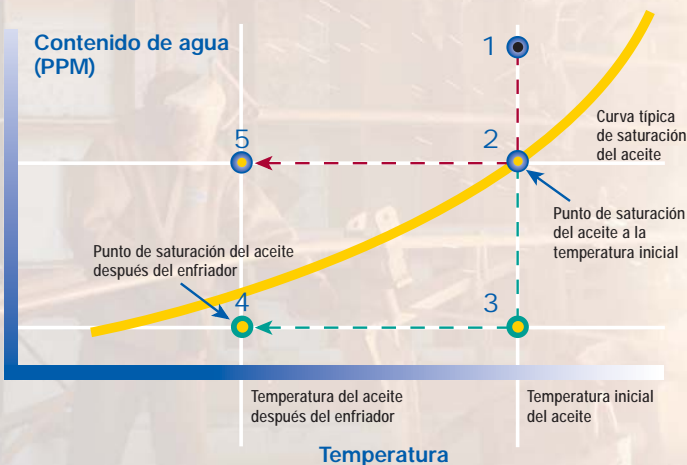 Contenido de agua
(PPM)
1
Curva típica
de saturación
del aceite
5
2
Punto de saturación
del aceite a la
temperatura inicial
Punto de saturación del aceite
después del enfriador
4
3
Temperatura del aceite
después del enfriador
Temperatura inicial
del aceite
Temperatura